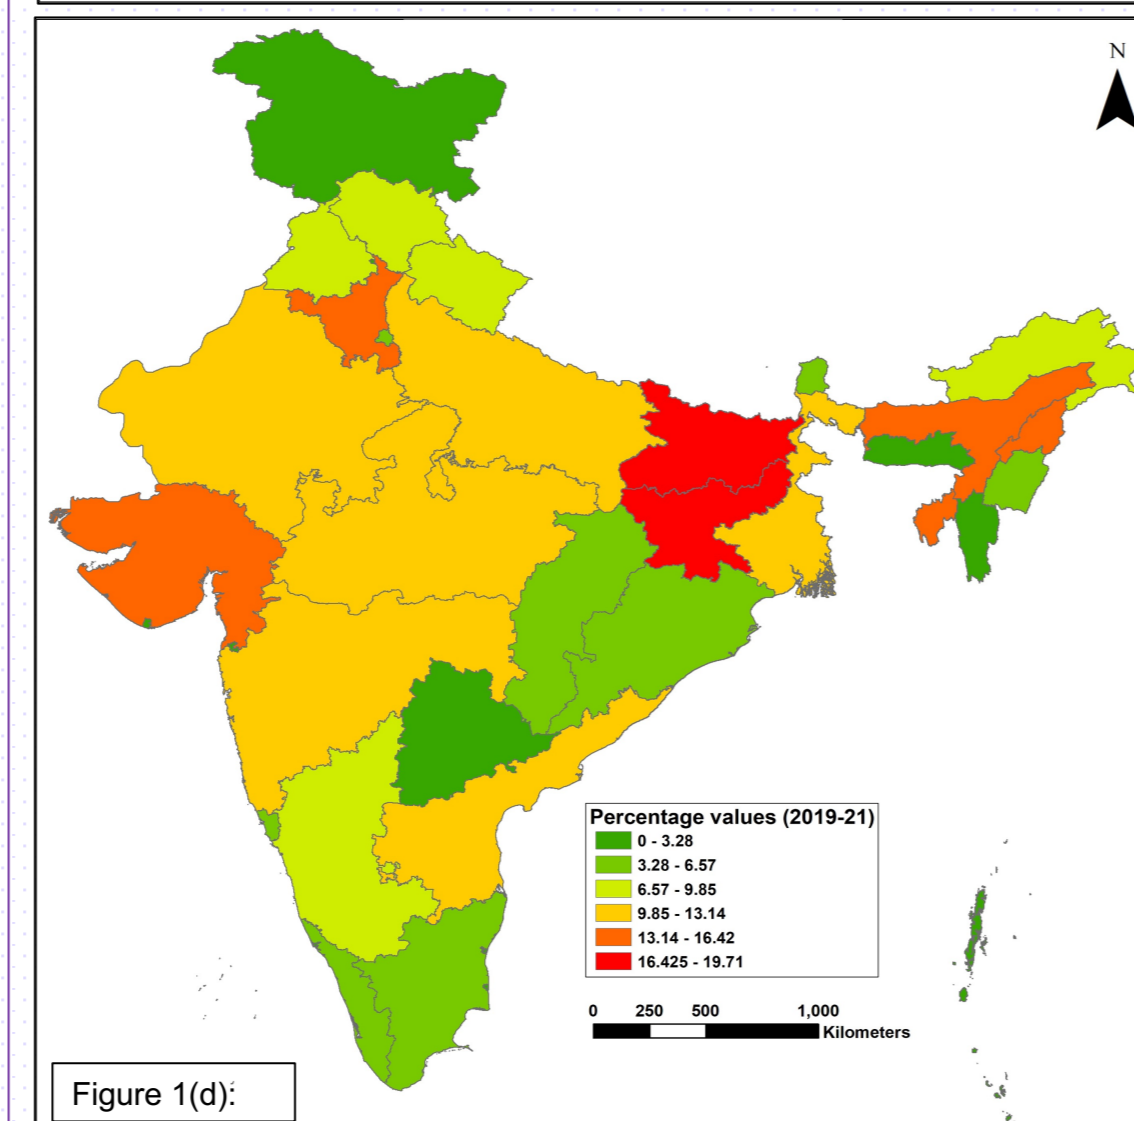 N
Percentage values (2019-21)
0 - 3.28
3.28 - 6.57
6.57 - 9.85
9.85 - 13.14
13.14 - 16.42
16.425 - 19.71
0 250 500 1,000
Kilometers
Figure 1(d):